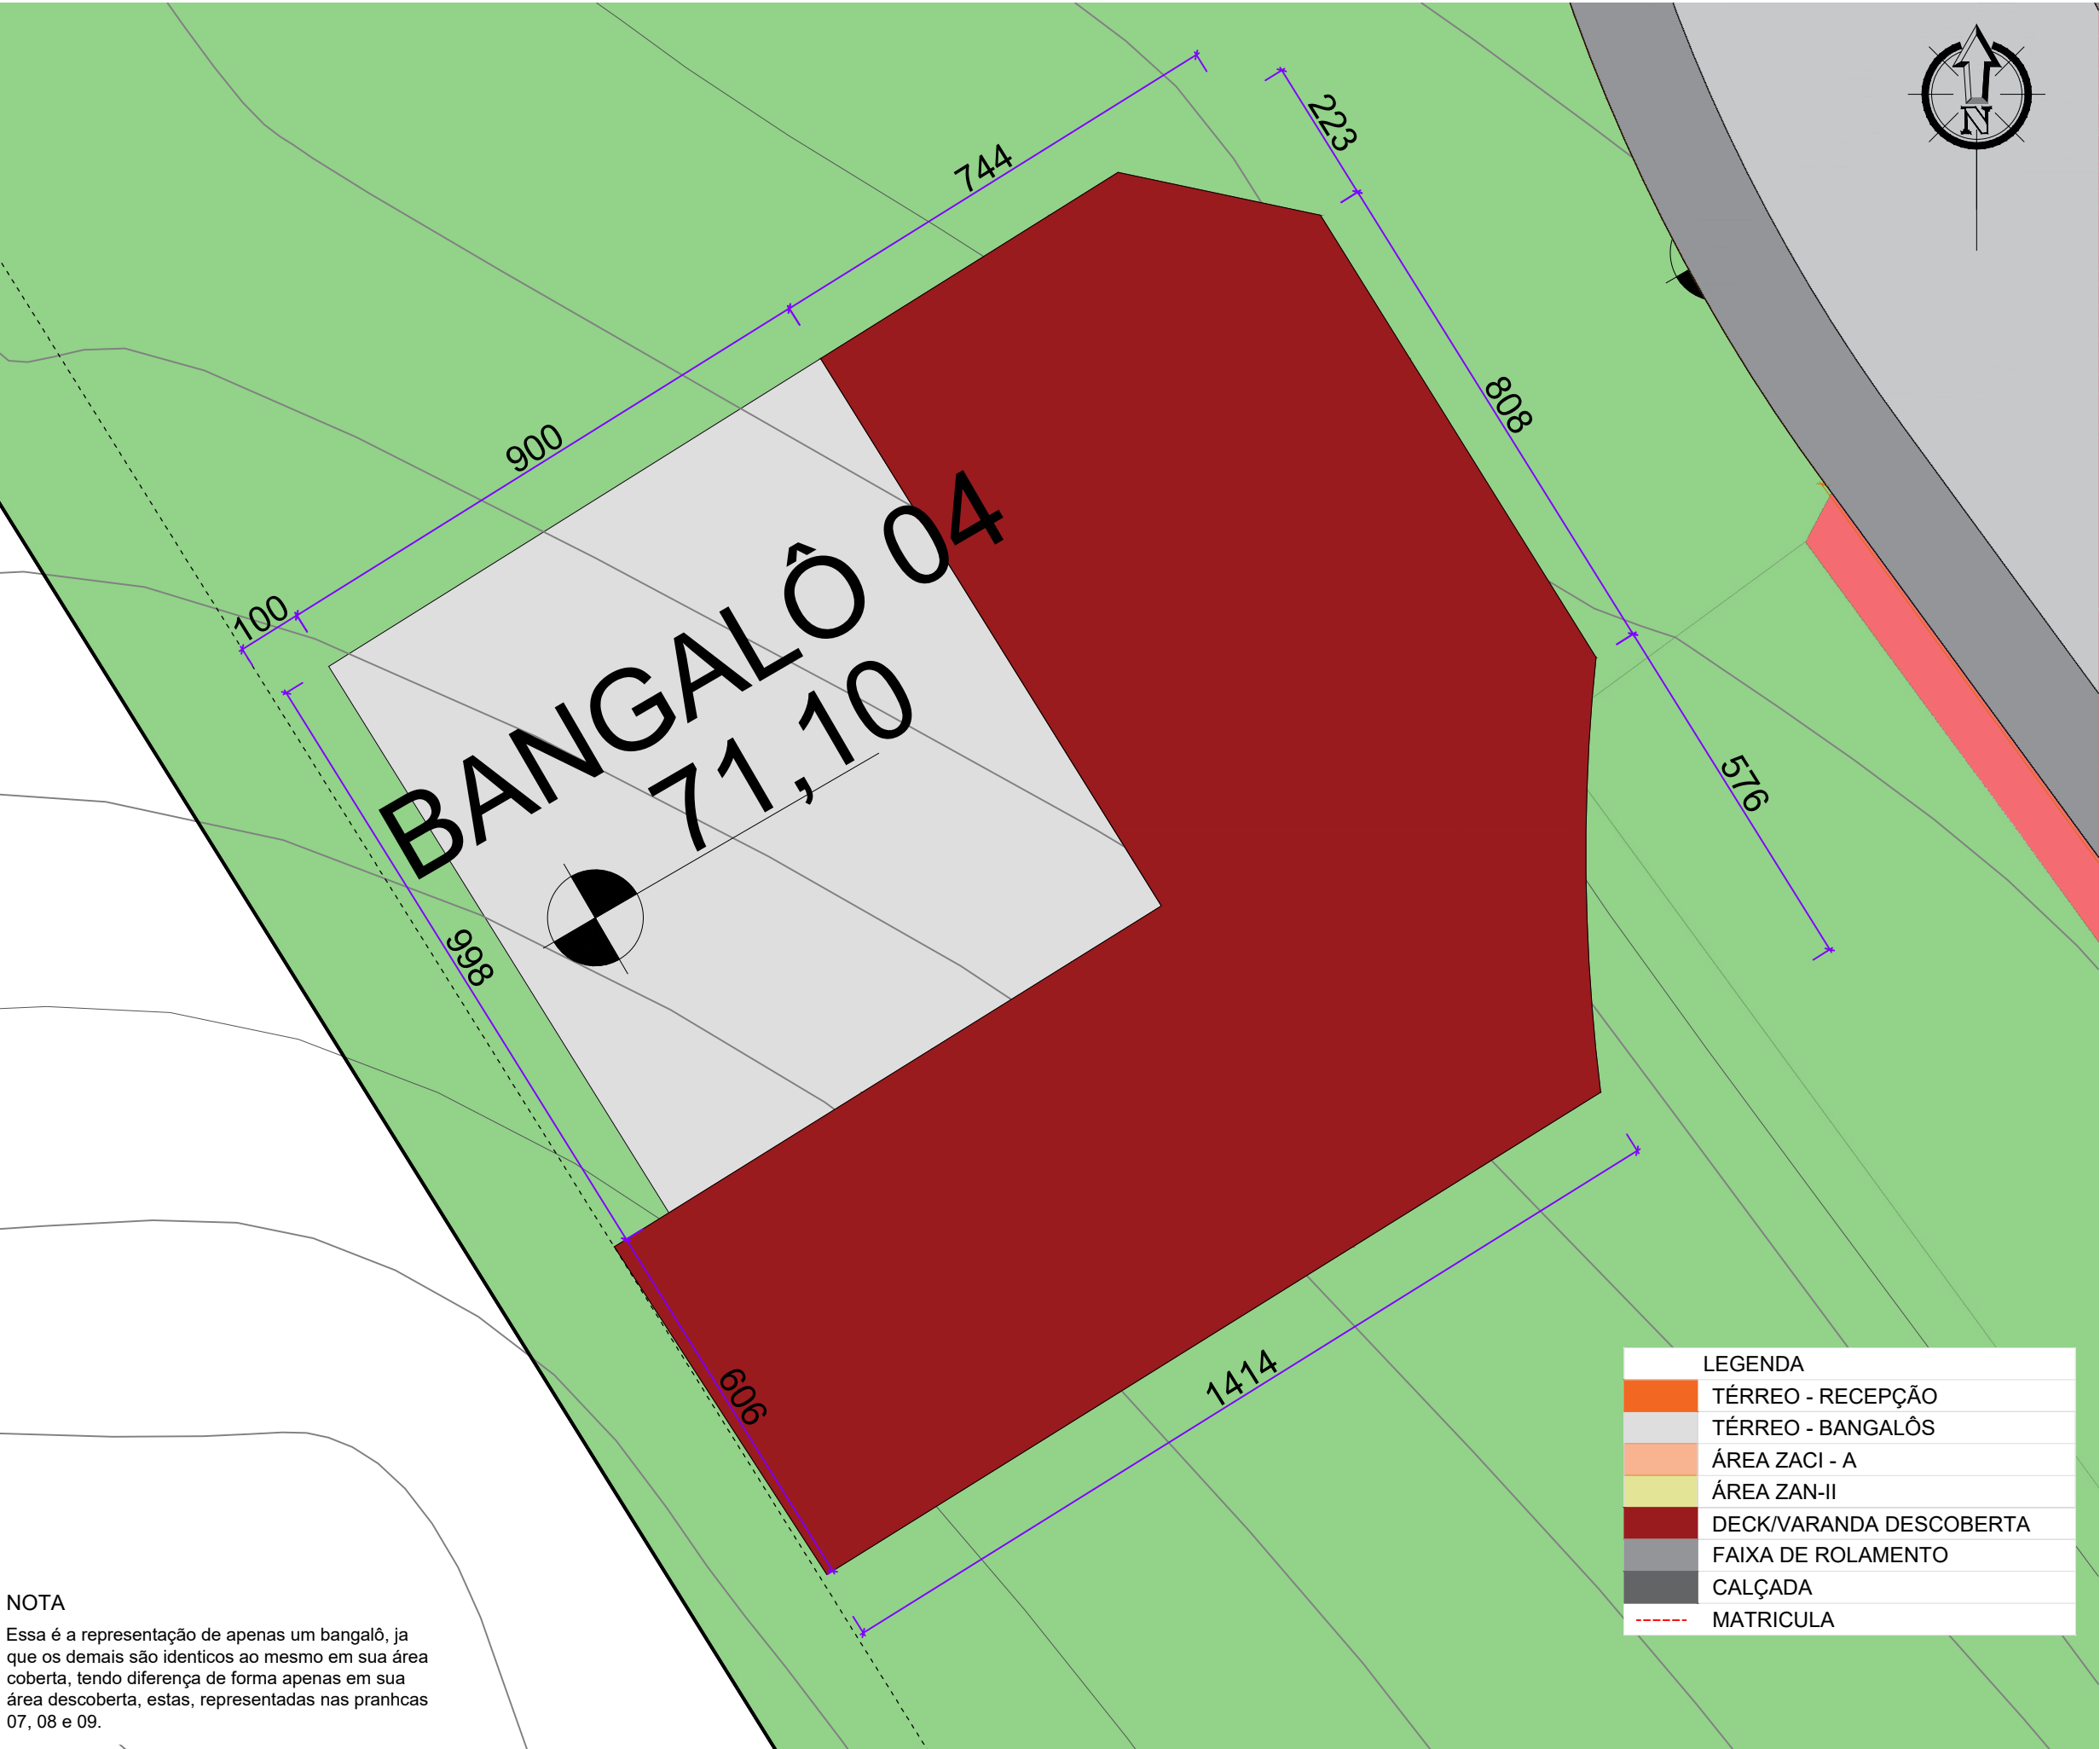 N
223
744
808
900
100
BANGALÔ 04
71,10
576
998
606
1414
LEGENDA
TÉRREO - RECEPÇÃO
TÉRREO - BANGALÔS
ÁREA ZACI - A
ÁREA ZAN-II
DECK/VARANDA DESCOBERTA
FAIXA DE ROLAMENTO
CALÇADA
MATRICULA
NOTA
Essa é a representação de apenas um bangalô, ja
que os demais são identicos ao mesmo em sua área
coberta, tendo diferença de forma apenas em sua
área descoberta, estas, representadas nas pranhcas
07, 08 e 09.